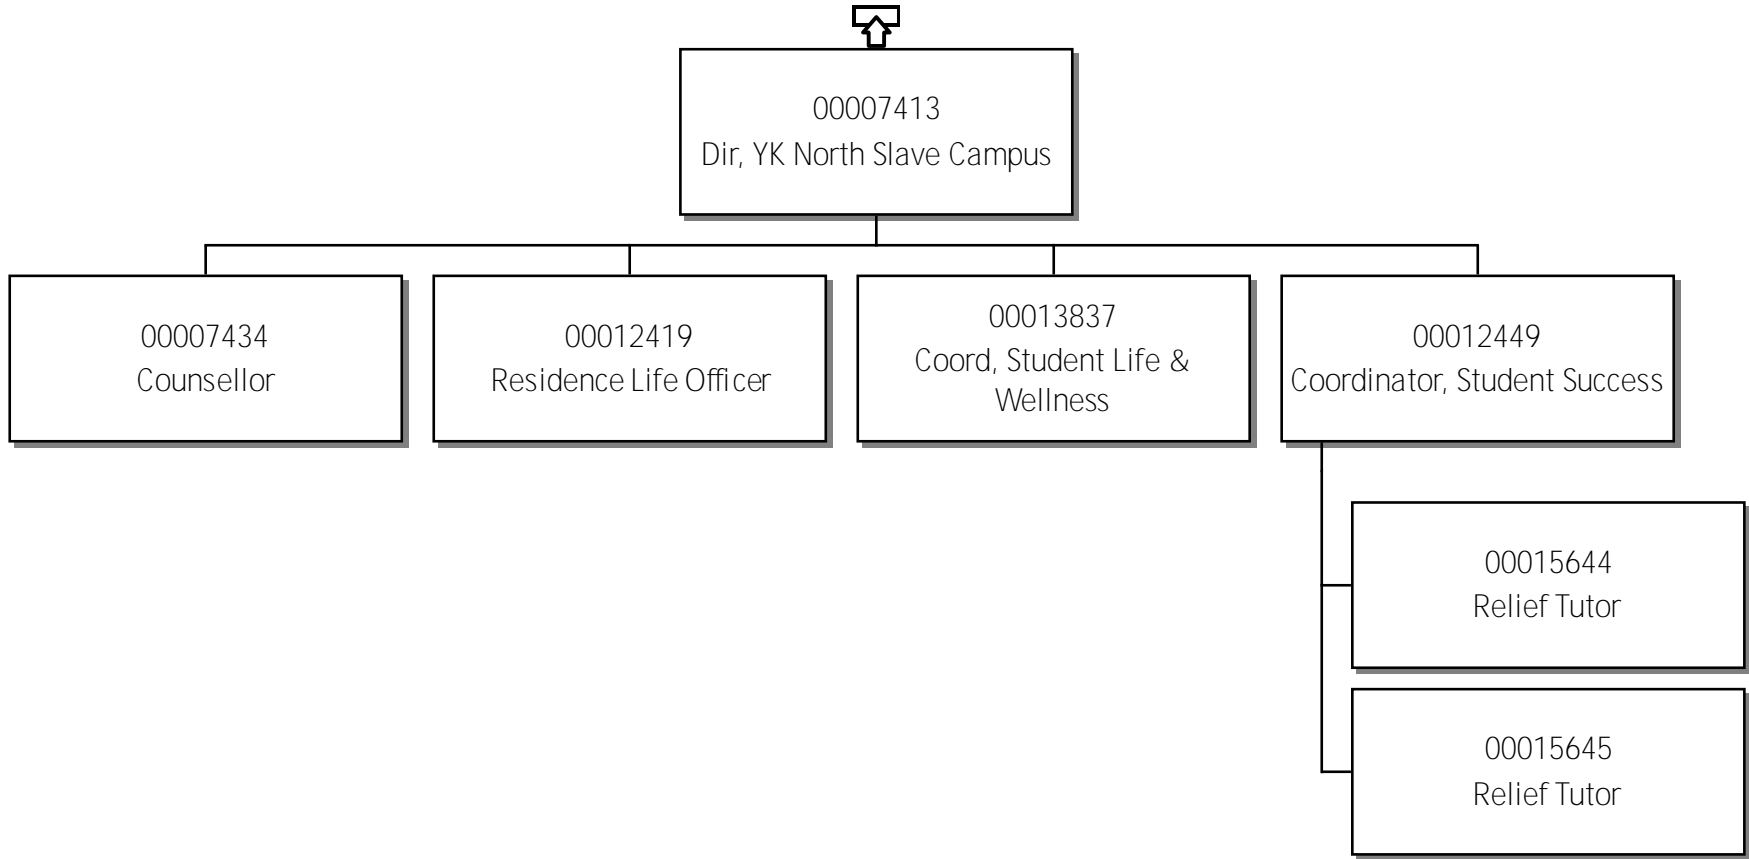 00007413
Dir, YK North Slave Campus
00007434
Counsellor
00012419
Residence Life Officer
00013837
Coord, Student Life &
Wellness
00012449
Coordinator, Student Success
00015644
Relief Tutor
00015645
Relief Tutor